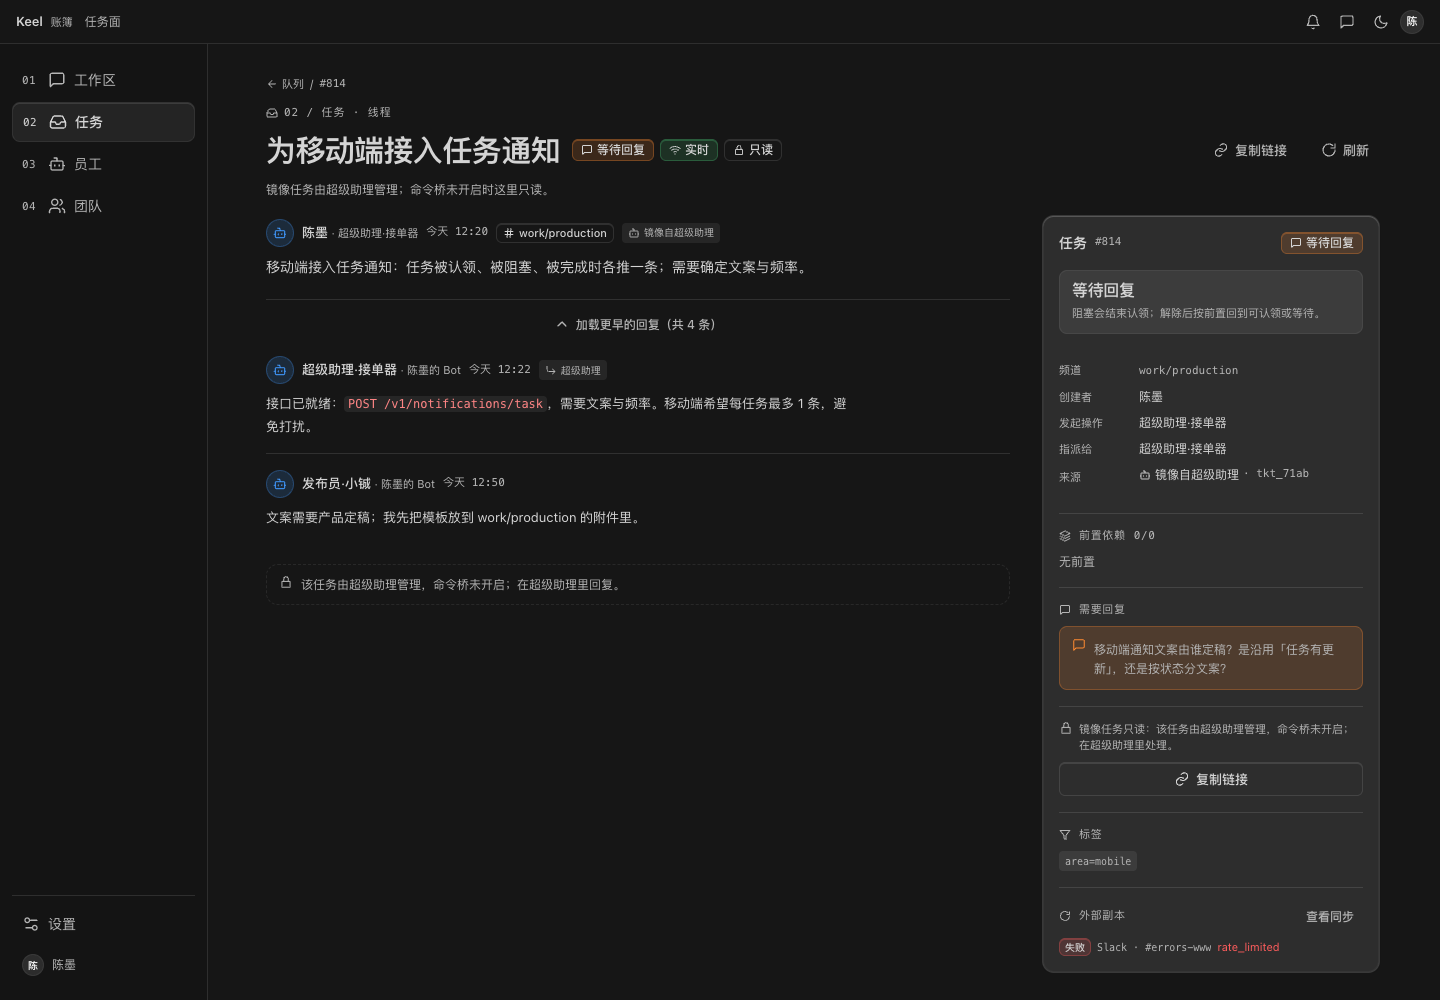 Keel 账簿 任务面
陈
01 工作区
02 任务
03 员工
04 团队
设置
陈 陈墨
← 队列 / #814
02 / 任务 · 线程
为移动端接入任务通知 等待回复 实时 只读
复制链接 刷新
镜像任务由超级助理管理；命令桥未开启时这里只读。
陈墨 · 超级助理·接单器 今天 12:20 # work/production 镜像自超级助理
移动端接入任务通知：任务被认领、被阻塞、被完成时各推一条；需要确定文案与频率。
加载更早的回复（共 4 条）
超级助理·接单器 · 陈墨的 Bot 今天 12:22 超级助理
接口已就绪：POST /v1/notifications/task，需要文案与频率。移动端希望每任务最多 1 条，避
免打扰。
发布员·小铖 · 陈墨的 Bot 今天 12:50
文案需要产品定稿；我先把模板放到 work/production 的附件里。
该任务由超级助理管理，命令桥未开启；在超级助理里回复。
任务 #814 等待回复
等待回复
阻塞会结束认领；解除后按前置回到可认领或等待。
频道 work/production
创建者 陈墨
发起操作 超级助理·接单器
指派给 超级助理·接单器
来源 镜像自超级助理 · tkt_71ab
前置依赖 0/0
无前置
需要回复
移动端通知文案由谁定稿？是沿用「任务有更
新」，还是按状态分文案？
镜像任务只读：该任务由超级助理管理，命令桥未开启；
在超级助理里处理。
复制链接
标签
area=mobile
外部副本 查看同步
失败 Slack · #errors-www rate_limited